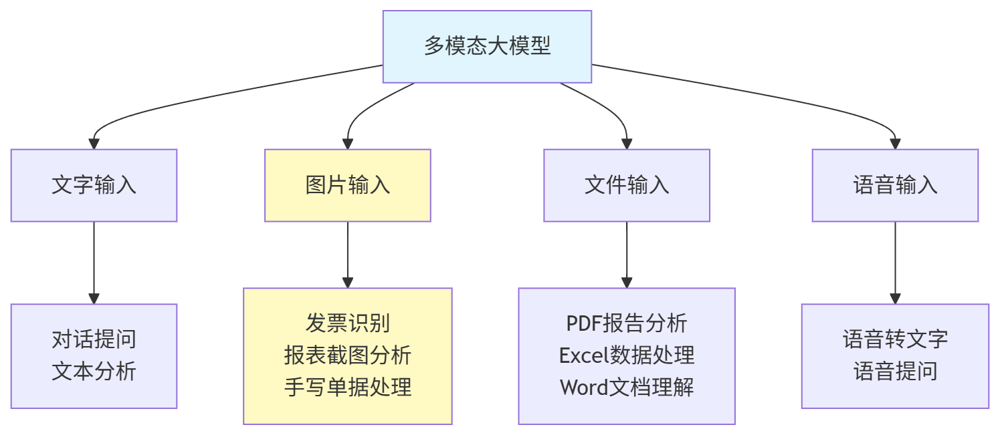 多模态大模型
文字输入
图片输入
文件输入
语音输入
对话提问
文本分析
发票识别
报表截图分析
手写单据处理
PDF报告分析
Excel数据处理
Word文档理解
语音转文字
语音提问